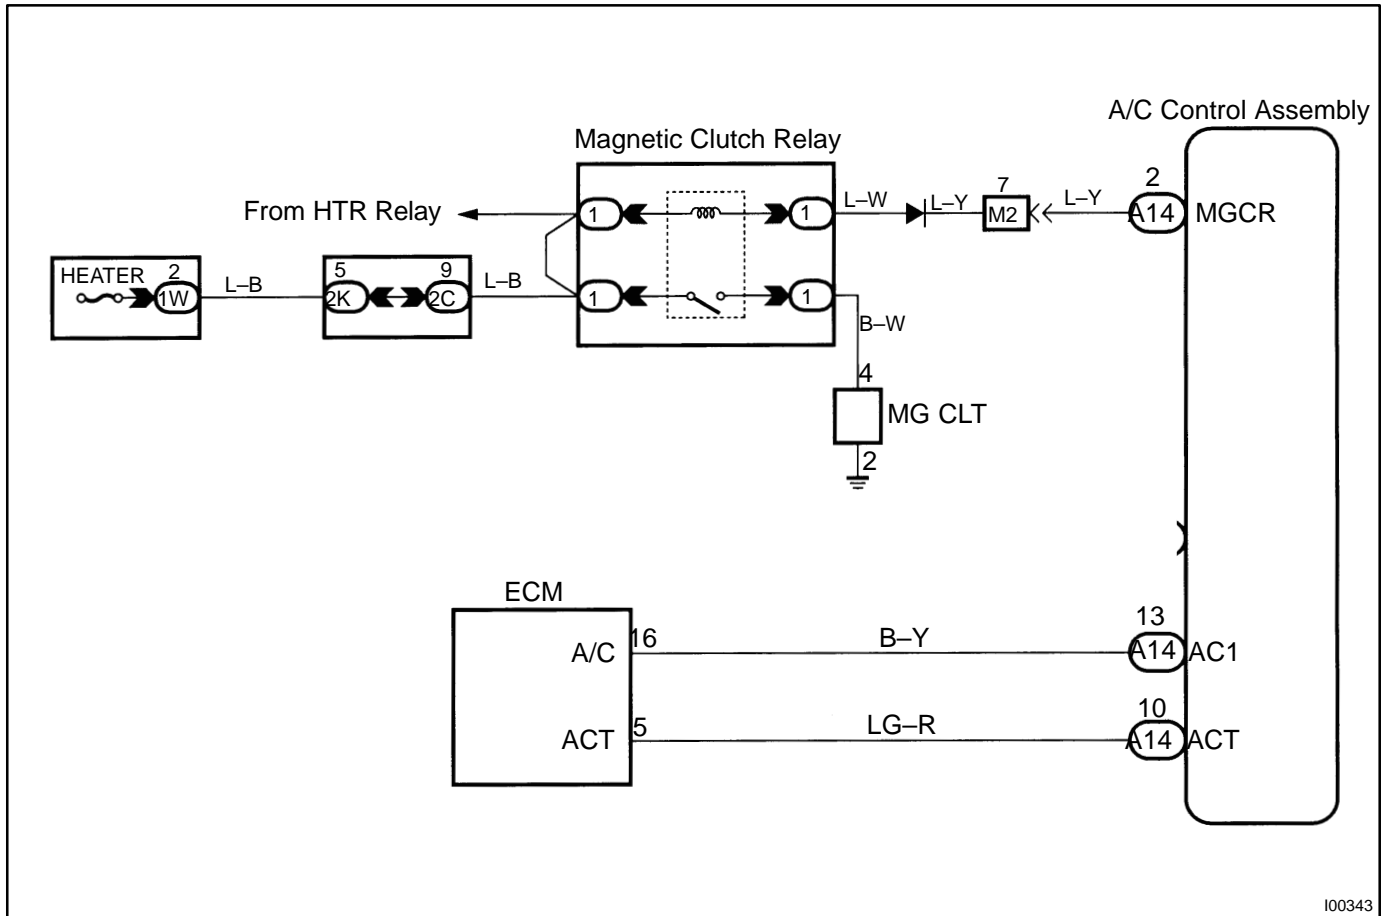 A/C Control Assembly
Magnetic Clutch Relay
From HTR Relay
1
1
L–W
L–Y
7
M2
L–Y
2
A14
MGCR
HEATER
2
1W
L–B
5
2K
9
2C
L–B
1
1
B–W
4
MG CLT
2
ECM
A/C
16
B–Y
13
A14
AC1
ACT
5
LG–R
10
A14
ACT
I00343